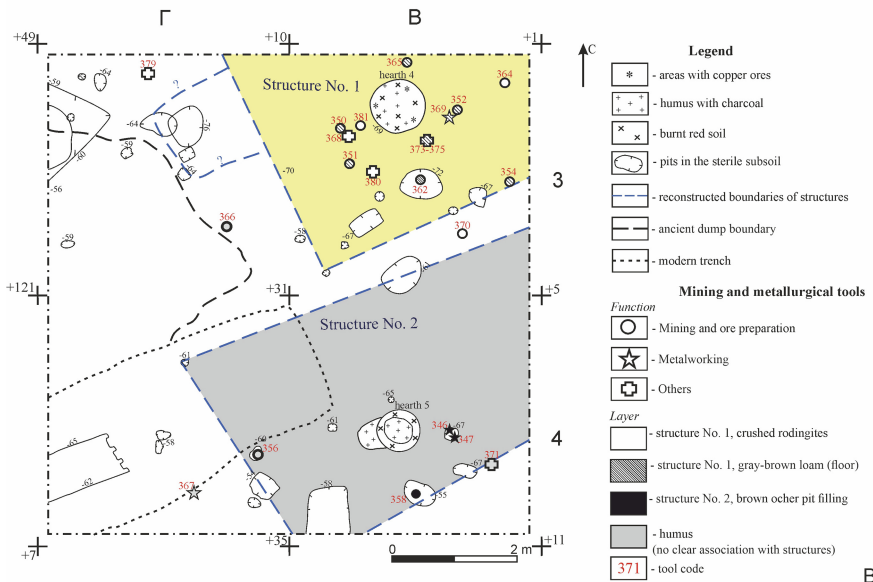 Г
В
+49
+10
+1
С
379
365
364
hearth 4
Structure No. 1
-59
-64
?
-76
-64
-60
-56
-64
?
-59
-70
-69
350
381
368
352
369
351
373-375
380
362
-72
354
-67
3
366
-58
-67
370
+121
+31
+5
-61
Structure No. 2
-61
-65
hearth 5
-61
346
-67
347
4
-65
-58
-62
-60
356
367
-58
358
-55
-67
371
+7
+35
0
2 m
+11
Legend
- areas with copper ores
- humus with charcoal
- burnt red soil
- pits in the sterile subsoil
- reconstructed boundaries of structures
- ancient dump boundary
- modern trench
Mining and metallurgical tools
Function
- Mining and ore preparation
- Metalworking
- Others
Layer
- structure No. 1, crushed rodingites
- structure No. 1, gray-brown loam (floor)
- structure No. 2, brown ocher pit filling
- humus
(no clear association with structures)
371 - tool code
B